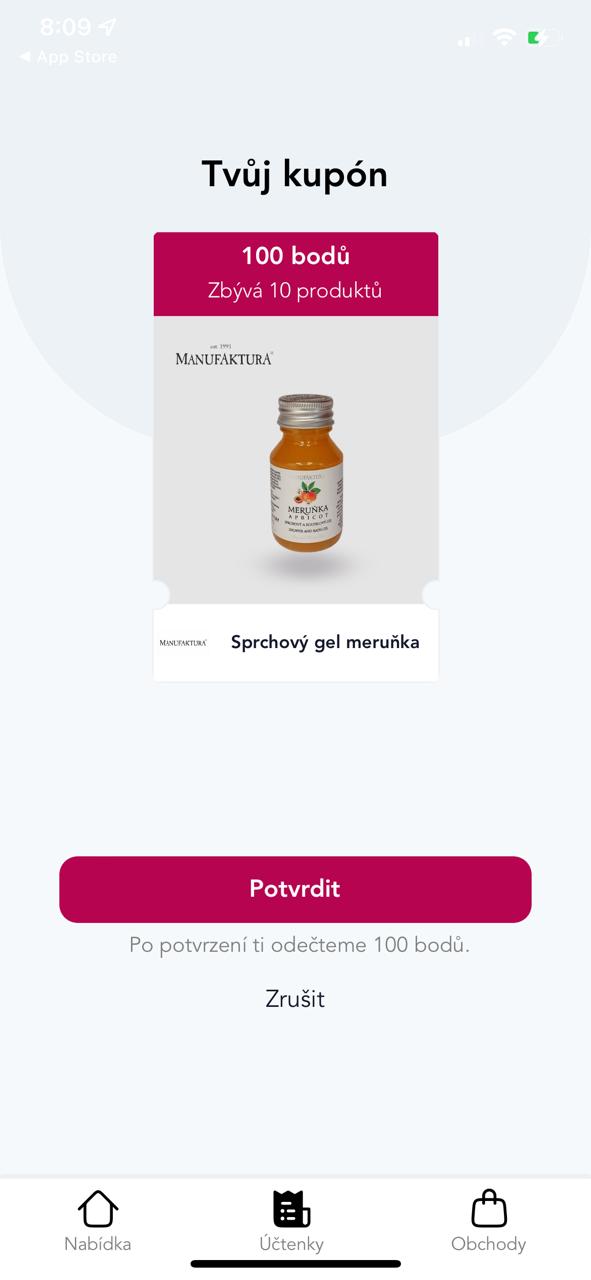 8:09
App Store
Tvůj kupón
100 bodů
Zbývá 10 produktů
est. 1991
MANUFAKTURA
MERUŇKA
APRICOT
SPRCHOVÝ A KOUPELOVÝ GEL
SHOWER AND BATH GEL
MANUFAKTURA
Sprchový gel meruňka
Potvrdit
Po potvrzení ti odečteme 100 bodů.
Zrušit
Nabídka
Účtenky
Obchody